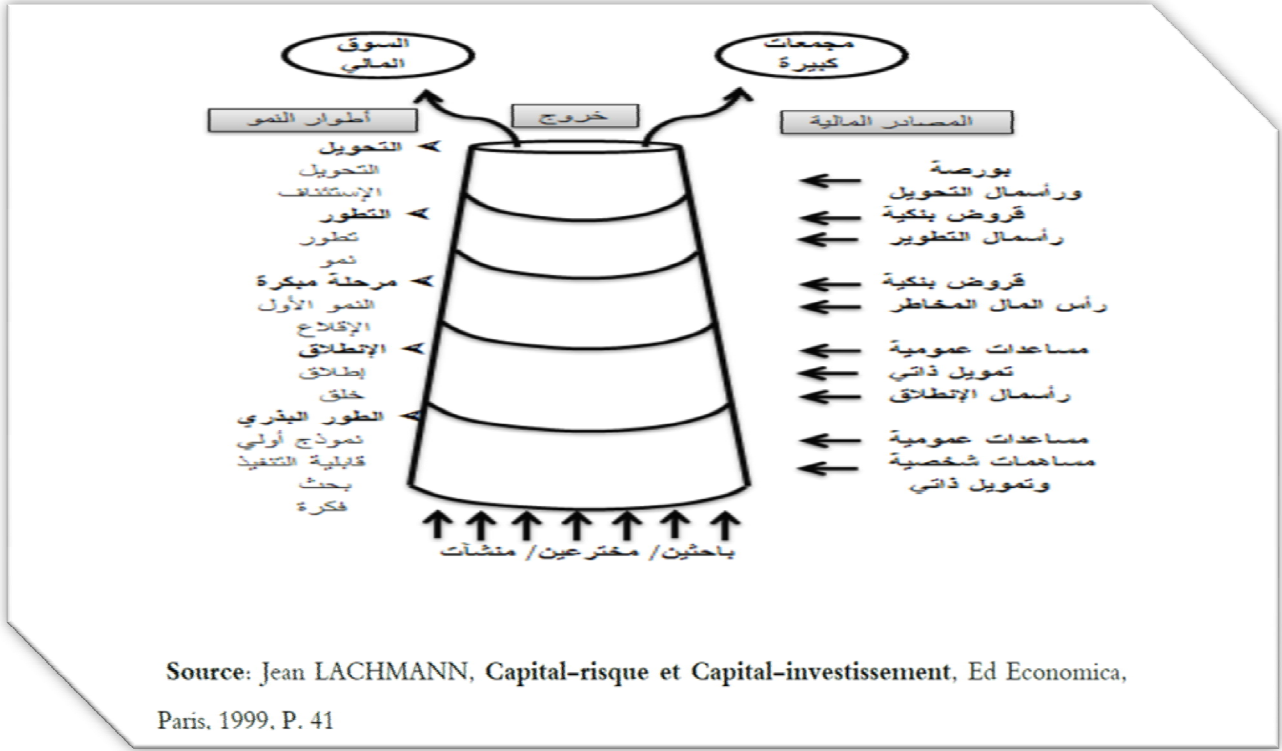 السوق
المالي
مجمعات
كبيرة
أطوار النمو
خروج
المصادر المالية
التحويل
التحويل
الإستئناف
التطور
تطور
نمو
مرحلة مبكرة
النمو الأول
الإقلاع
الإنطلاق
إطلاق
خلق
الطور البذري
نموذج أولي
قابلية التنفيذ
بحث
فكرة
بورصة
ورأسمال التحويل
قروض بنكية
رأسمال التطوير
قروض بنكية
رأس المال المخاطر
مساعدات عمومية
تمويل ذاتي
رأسمال الإنطلاق
مساعدات عمومية
مساهمات شخصية
وتمويل ذاتي
باحثين/ مخترعين/ منشآت
Source: Jean LACHMANN, Capital-risque et Capital-investissement, Ed Economica,
Paris, 1999, P. 41